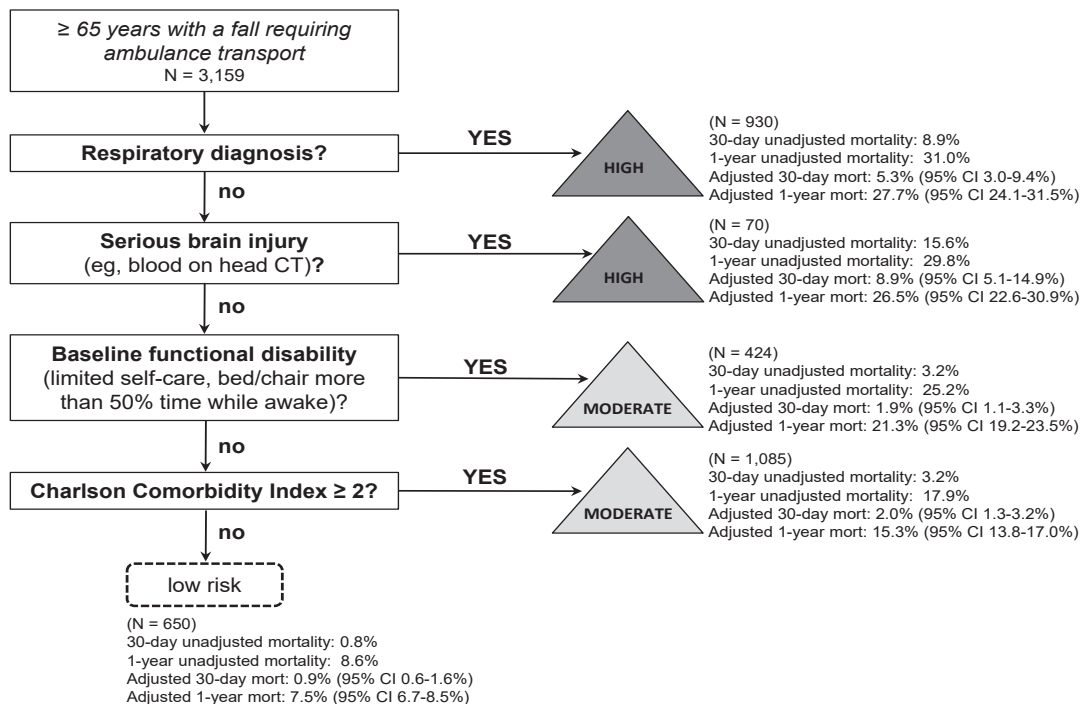 ≥ 65 years with a fall requiring
ambulance transport
N = 3,159
Respiratory diagnosis?
YES
HIGH
(N = 930)
30-day unadjusted mortality: 8.9%
1-year unadjusted mortality: 31.0%
Adjusted 30-day mort: 5.3% (95% CI 3.0-9.4%)
Adjusted 1-year mort: 27.7% (95% CI 24.1-31.5%)
no
Serious brain injury
(eg, blood on head CT)?
YES
HIGH
(N = 70)
30-day unadjusted mortality: 15.6%
1-year unadjusted mortality: 29.8%
Adjusted 30-day mort: 8.9% (95% CI 5.1-14.9%)
Adjusted 1-year mort: 26.5% (95% CI 22.6-30.9%)
no
Baseline functional disability
(limited self-care, bed/chair more
than 50% time while awake)?
YES
MODERATE
(N = 424)
30-day unadjusted mortality: 3.2%
1-year unadjusted mortality: 25.2%
Adjusted 30-day mort: 1.9% (95% CI 1.1-3.3%)
Adjusted 1-year mort: 21.3% (95% CI 19.2-23.5%)
no
Charlson Comorbidity Index ≥ 2?
YES
MODERATE
(N = 1,085)
30-day unadjusted mortality: 3.2%
1-year unadjusted mortality: 17.9%
Adjusted 30-day mort: 2.0% (95% CI 1.3-3.2%)
Adjusted 1-year mort: 15.3% (95% CI 13.8-17.0%)
no
low risk
(N = 650)
30-day unadjusted mortality: 0.8%
1-year unadjusted mortality: 8.6%
Adjusted 30-day mort: 0.9% (95% CI 0.6-1.6%)
Adjusted 1-year mort: 7.5% (95% CI 6.7-8.5%)